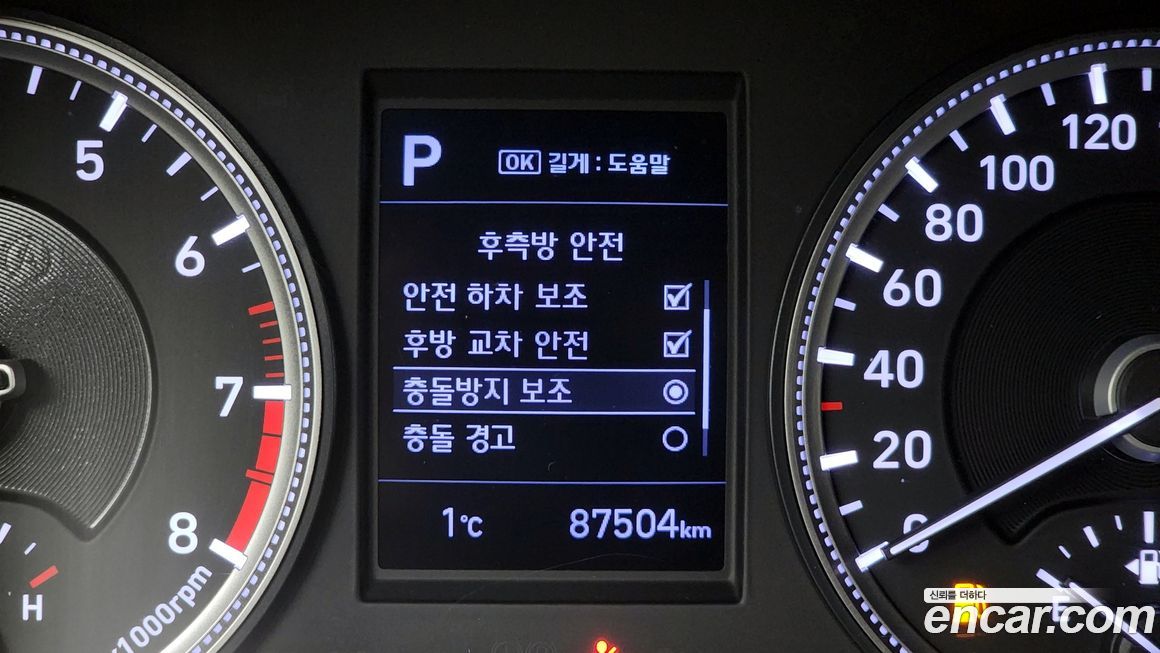 5
6
7
8
x1000rpm
H
P
OK 길게 : 도움말
후측방 안전
안전 하차 보조
후방 교차 안전
충돌방지 보조
충돌 경고
1℃
87504km
120
100
80
60
40
20
0
E
신뢰를 더하다
encar.com